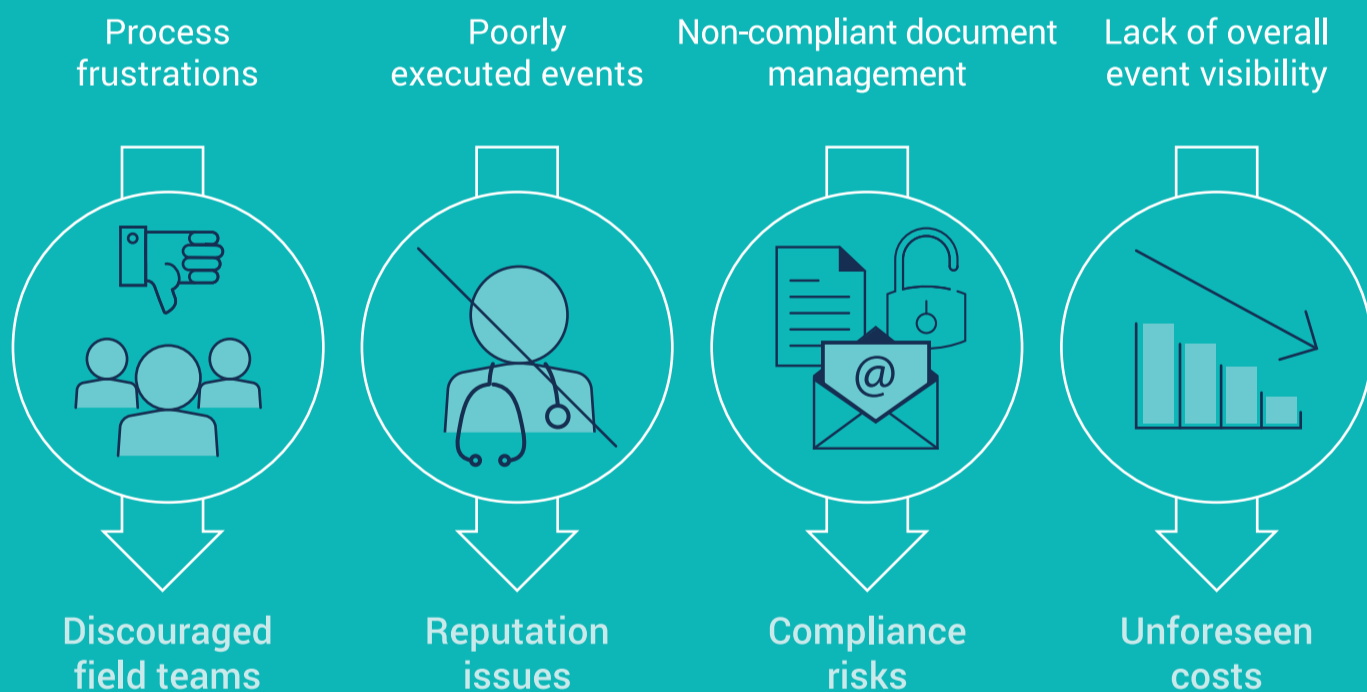 Process
frustrations
Poorly
executed events
Non-compliant document
management
Lack of overall
event visibility
@
Discouraged
field teams
Reputation
issues
Compliance
risks
Unforeseen
costs